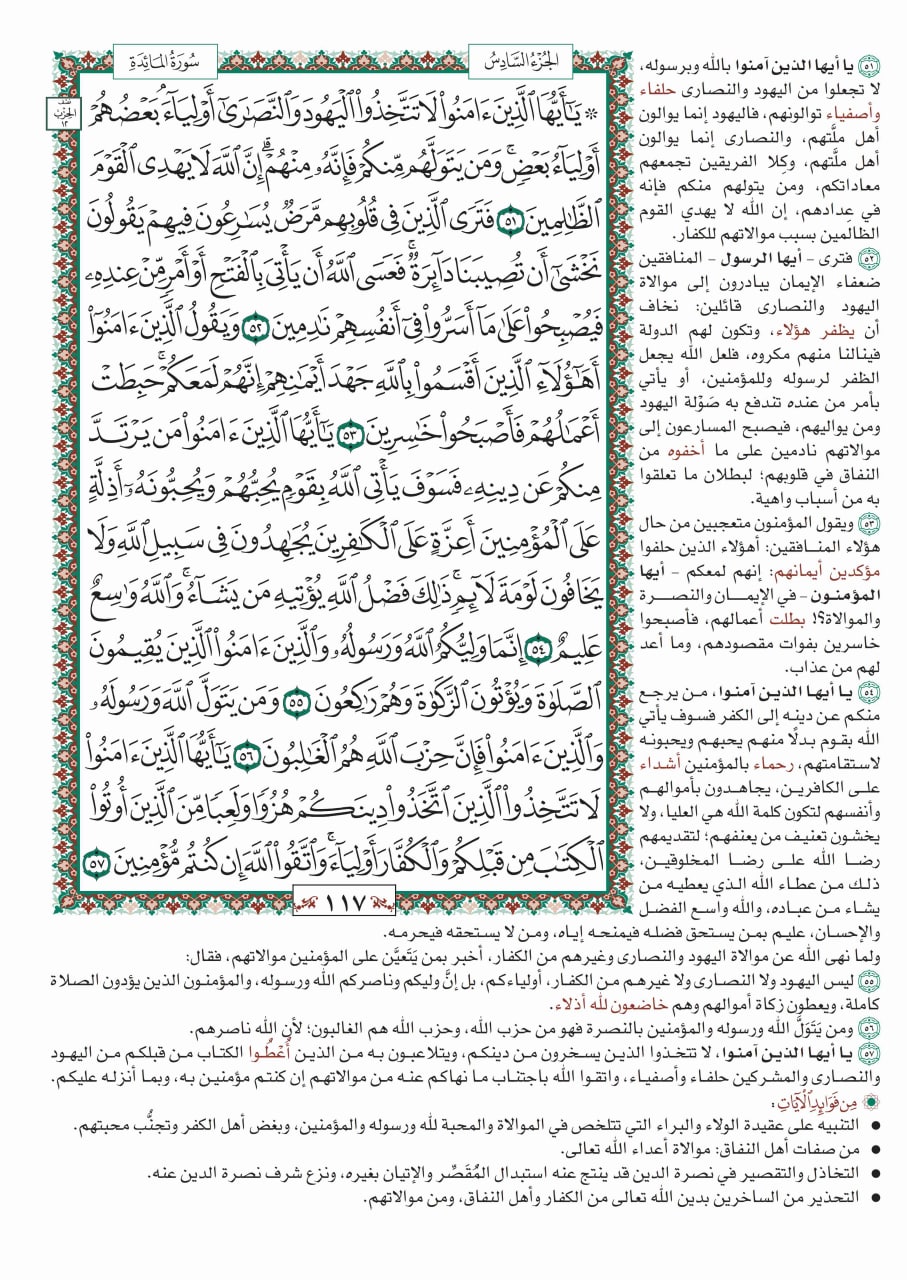 الجُزْءُ السَّادِسُ
سُورَةُ المَائِدَةِ
نصف
الحزب
١٢
۞ يَٰٓأَيُّهَا ٱلَّذِينَ ءَامَنُوا۟ لَا تَتَّخِذُوا۟ ٱلْيَهُودَ وَٱلنَّصَٰرَىٰٓ أَوْلِيَآءَۘ بَعْضُهُمْ
أَوْلِيَآءُ بَعْضٍۚ وَمَن يَتَوَلَّهُم مِّنكُمْ فَإِنَّهُۥ مِنْهُمْۗ إِنَّ ٱللَّهَ لَا يَهْدِى ٱلْقَوْمَ
ٱلظَّٰلِمِينَ ٥١ فَتَرَى ٱلَّذِينَ فِى قُلُوبِهِم مَّرَضٌ يُسَٰرِعُونَ فِيهِمْ يَقُولُونَ
نَخْشَىٰٓ أَن تُصِيبَنَا دَآئِرَةٌۚ فَعَسَى ٱللَّهُ أَن يَأْتِىَ بِٱلْفَتْحِ أَوْ أَمْرٍ مِّنْ عِندِهِۦ
فَيُصْبِحُوا۟ عَلَىٰ مَآ أَسَرُّوا۟ فِىٓ أَنفُسِهِمْ نَٰدِمِينَ ٥٢ وَيَقُولُ ٱلَّذِينَ ءَامَنُوٓا۟
أَهَٰٓؤُلَآءِ ٱلَّذِينَ أَقْسَمُوا۟ بِٱللَّهِ جَهْدَ أَيْمَٰنِهِمْۙ إِنَّهُمْ لَمَعَكُمْۚ حَبِطَتْ
أَعْمَٰلُهُمْ فَأَصْبَحُوا۟ خَٰسِرِينَ ٥٣ يَٰٓأَيُّهَا ٱلَّذِينَ ءَامَنُوا۟ مَن يَرْتَدَّ
مِنكُمْ عَن دِينِهِۦ فَسَوْفَ يَأْتِى ٱللَّهُ بِقَوْمٍ يُحِبُّهُمْ وَيُحِبُّونَهُۥٓ أَذِلَّةٍ
عَلَى ٱلْمُؤْمِنِينَ أَعِزَّةٍ عَلَى ٱلْكَٰفِرِينَ يُجَٰهِدُونَ فِى سَبِيلِ ٱللَّهِ وَلَا
يَخَافُونَ لَوْمَةَ لَآئِمٍۚ ذَٰلِكَ فَضْلُ ٱللَّهِ يُؤْتِيهِ مَن يَشَآءُۚ وَٱللَّهُ وَٰسِعٌ
عَلِيمٌ ٥٤ إِنَّمَا وَلِيُّكُمُ ٱللَّهُ وَرَسُولُهُۥ وَٱلَّذِينَ ءَامَنُوا۟ ٱلَّذِينَ يُقِيمُونَ
ٱلصَّلَوٰةَ وَيُؤْتُونَ ٱلزَّكَوٰةَ وَهُمْ رَٰكِعُونَ ٥٥ وَمَن يَتَوَلَّ ٱللَّهَ وَرَسُولَهُۥ
وَٱلَّذِينَ ءَامَنُوا۟ فَإِنَّ حِزْبَ ٱللَّهِ هُمُ ٱلْغَٰلِبُونَ ٥٦ يَٰٓأَيُّهَا ٱلَّذِينَ ءَامَنُوا۟
لَا تَتَّخِذُوا۟ ٱلَّذِينَ ٱتَّخَذُوا۟ دِينَكُمْ هُزُوًا وَلَعِبًا مِّنَ ٱلَّذِينَ أُوتُوا۟
ٱلْكِتَٰبَ مِن قَبْلِكُمْ وَٱلْكُفَّارَ أَوْلِيَآءَۚ وَٱتَّقُوا۟ ٱللَّهَ إِن كُنتُم مُّؤْمِنِينَ ٥٧
١١٧
٥١ يا أيها الذين آمنوا بالله وبرسوله،
لا تجعلوا من اليهود والنصارى حلفاء
وأصفياء توالونهم، فاليهود إنما يوالون
أهل ملَّتهم، والنصارى إنما يوالون
أهل ملَّتهم، وكِلا الفريقين تجمعهم
معاداتكم، ومن يتولهم منكم فإنه
في عِدادهم، إن الله لا يهدي القوم
الظالمين بسبب موالاتهم للكفار.
٥٢ فترى – أيها الرسول – المنافقين
ضعفاء الإيمان يبادرون إلى موالاة
اليهود والنصارى قائلين: نخاف
أن يظفر هؤلاء، وتكون لهم الدولة
فينالنا منهم مكروه، فلعل الله يجعل
الظفر لرسوله وللمؤمنين، أو يأتي
بأمر من عنده تندفع به صَوْلة اليهود
ومن يواليهم، فيصبح المسارعون إلى
موالاتهم نادمين على ما أخفوه من
النفاق في قلوبهم؛ لبطلان ما تعلقوا
به من أسباب واهية.
٥٣ ويقول المؤمنون متعجبين من حال
هؤلاء المنافقين: أهؤلاء الذين حلفوا
مؤكدين أيمانهم: إنهم لمعكم – أيها
المؤمنون – في الإيمان والنصرة
والموالاة؟! بطلت أعمالهم، فأصبحوا
خاسرين بفوات مقصودهم، وما أعد
لهم من عذاب.
٥٤ يا أيها الذين آمنوا، من يرجع
منكم عن دينه إلى الكفر فسوف يأتي
الله بقوم بدلًا منهم يحبهم ويحبونه
لاستقامتهم، رحماء بالمؤمنين أشداء
على الكافرين، يجاهدون بأموالهم
وأنفسهم لتكون كلمة الله هي العليا، ولا
يخشون تعنيف من يعنفهم؛ لتقديمهم
رضا الله على رضا المخلوقين،
ذلك من عطاء الله الذي يعطيه من
يشاء من عباده، والله واسع الفضل
والإحسان، عليم بمن يستحق فضله فيمنحه إياه، ومن لا يستحقه فيحرمه.
ولما نهى الله عن موالاة اليهود والنصارى وغيرهم من الكفار، أخبر بمن يَتَعيَّن على المؤمنين موالاتهم، فقال:
٥٥ ليس اليهود ولا النصارى ولا غيرهم من الكفار، أولياءكم، بل إنَّ وليكم وناصركم الله ورسوله، والمؤمنون الذين يؤدون الصلاة
كاملة، ويعطون زكاة أموالهم وهم خاضعون لله أذلاء.
٥٦ ومن يَتَوَلَّ الله ورسوله والمؤمنين بالنصرة فهو من حزب الله، وحزب الله هم الغالبون؛ لأن الله ناصرهم.
٥٧ يا أيها الذين آمنوا، لا تتخذوا الذين يسخرون من دينكم، ويتلاعبون به من الذين أُعْطُوا الكتاب من قبلكم من اليهود
والنصارى والمشركين حلفاء وأصفياء، واتقوا الله باجتناب ما نهاكم عنه من موالاتهم إن كنتم مؤمنين به، وبما أنزله عليكم.
مِن فَوَائِدِ الْآيَاتِ:
• التنبيه على عقيدة الولاء والبراء التي تتلخص في الموالاة والمحبة لله ورسوله والمؤمنين، وبغض أهل الكفر وتجنُّب محبتهم.
• من صفات أهل النفاق: موالاة أعداء الله تعالى.
• التخاذل والتقصير في نصرة الدين قد ينتج عنه استبدال المُقَصِّر والإتيان بغيره، ونزع شرف نصرة الدين عنه.
• التحذير من الساخرين بدين الله تعالى من الكفار وأهل النفاق، ومن موالاتهم.